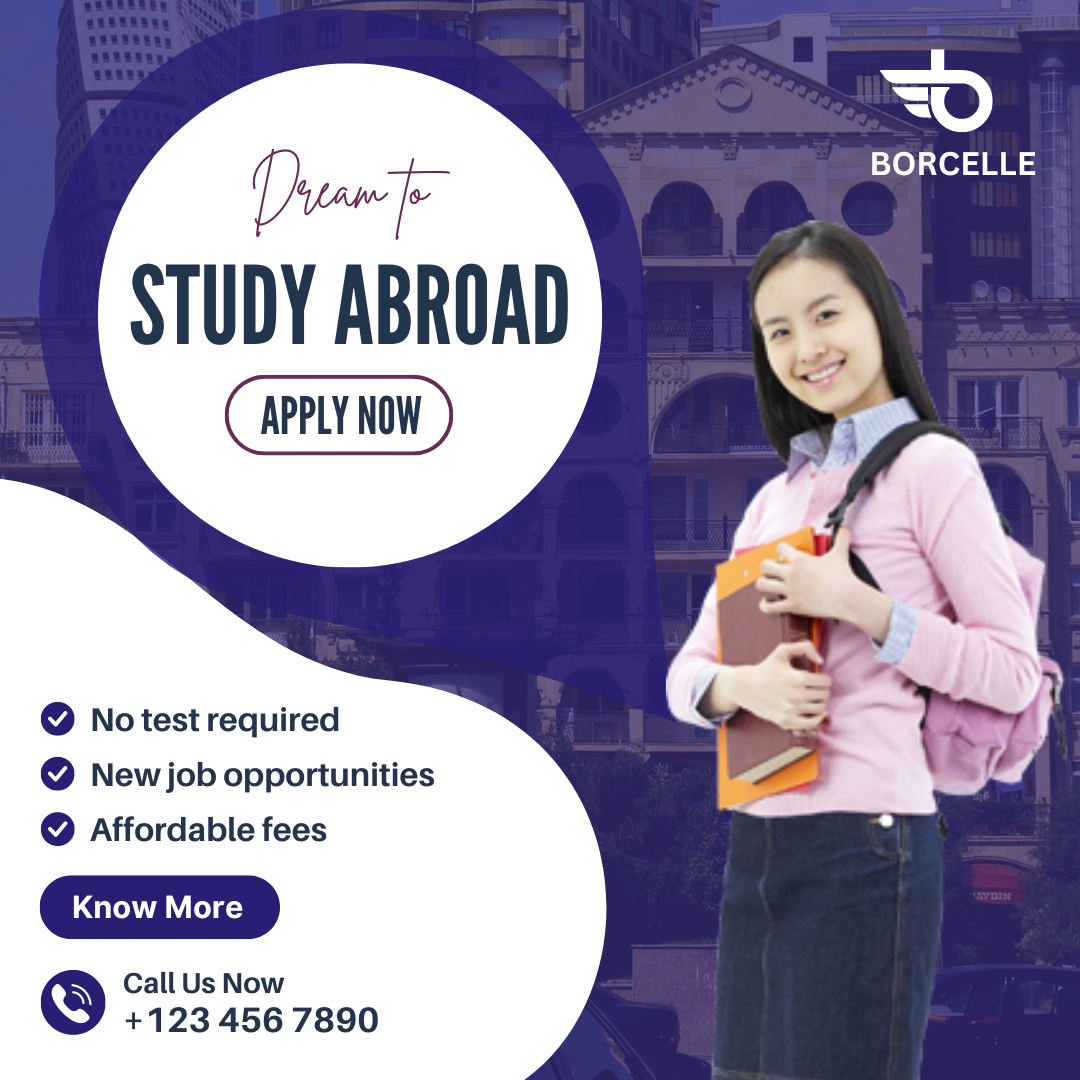 BORCELLE
Dream to
STUDY ABROAD
APPLY NOW
No test required
New job opportunities
Affordable fees
Know More
Call Us Now
+123 456 7890